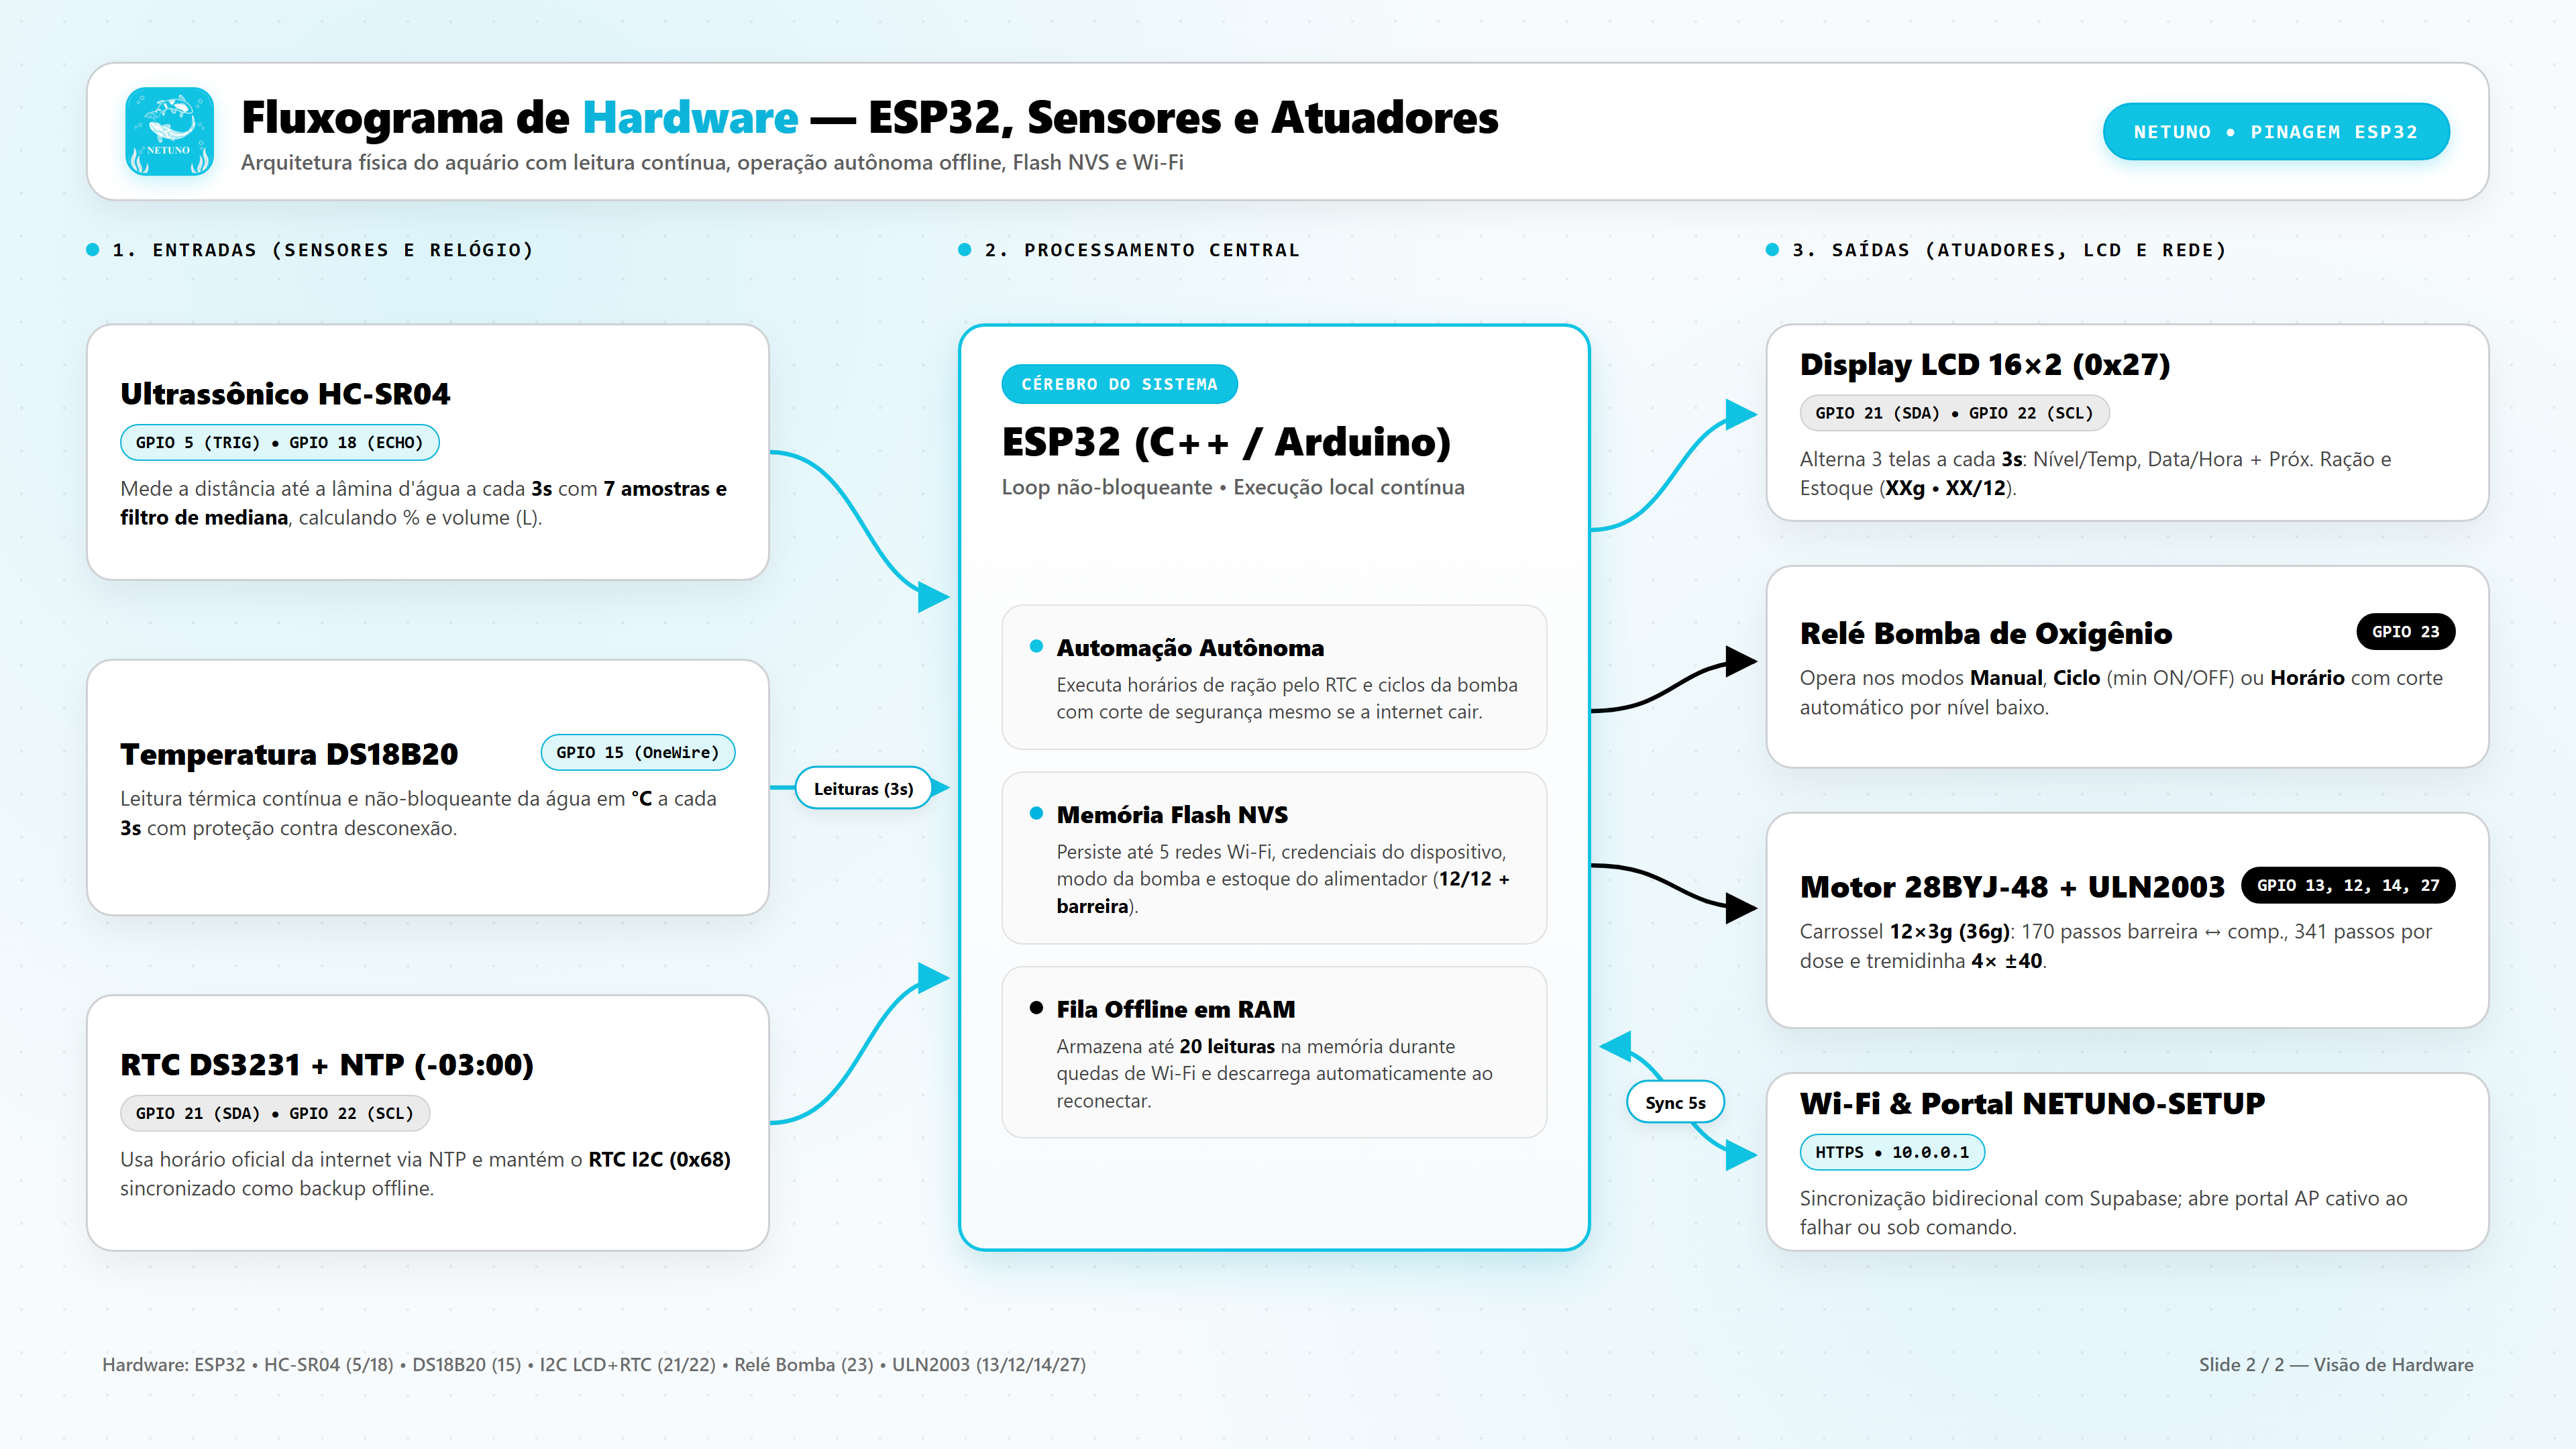 NETUNO
Fluxograma de Hardware — ESP32, Sensores e Atuadores
Arquitetura física do aquário com leitura contínua, operação autônoma offline, Flash NVS e Wi-Fi
NETUNO • PINAGEM ESP32
1. ENTRADAS (SENSORES E RELÓGIO)
Ultrassônico HC-SR04
GPIO 5 (TRIG) • GPIO 18 (ECHO)
Mede a distância até a lâmina d'água a cada 3s com 7 amostras e
filtro de mediana, calculando % e volume (L).
Temperatura DS18B20
GPIO 15 (OneWire)
Leitura térmica contínua e não-bloqueante da água em °C a cada
3s com proteção contra desconexão.
RTC DS3231 + NTP (-03:00)
GPIO 21 (SDA) • GPIO 22 (SCL)
Usa horário oficial da internet via NTP e mantém o RTC I2C (0x68)
sincronizado como backup offline.
Leituras (3s)
2. PROCESSAMENTO CENTRAL
CÉREBRO DO SISTEMA
ESP32 (C++ / Arduino)
Loop não-bloqueante • Execução local contínua
Automação Autônoma
Executa horários de ração pelo RTC e ciclos da bomba
com corte de segurança mesmo se a internet cair.
Memória Flash NVS
Persiste até 5 redes Wi-Fi, credenciais do dispositivo,
modo da bomba e estoque do alimentador (12/12 +
barreira).
Fila Offline em RAM
Armazena até 20 leituras na memória durante
quedas de Wi-Fi e descarrega automaticamente ao
reconectar.
Sync 5s
3. SAÍDAS (ATUADORES, LCD E REDE)
Display LCD 16×2 (0x27)
GPIO 21 (SDA) • GPIO 22 (SCL)
Alterna 3 telas a cada 3s: Nível/Temp, Data/Hora + Próx. Ração e
Estoque (XXg • XX/12).
Relé Bomba de Oxigênio
GPIO 23
Opera nos modos Manual, Ciclo (min ON/OFF) ou Horário com corte
automático por nível baixo.
Motor 28BYJ-48 + ULN2003
GPIO 13, 12, 14, 27
Carrossel 12×3g (36g): 170 passos barreira ↔ comp., 341 passos por
dose e tremidinha 4× ±40.
Wi-Fi & Portal NETUNO-SETUP
HTTPS • 10.0.0.1
Sincronização bidirecional com Supabase; abre portal AP cativo ao
falhar ou sob comando.
Hardware: ESP32 • HC-SR04 (5/18) • DS18B20 (15) • I2C LCD+RTC (21/22) • Relé Bomba (23) • ULN2003 (13/12/14/27)
Slide 2 / 2 — Visão de Hardware